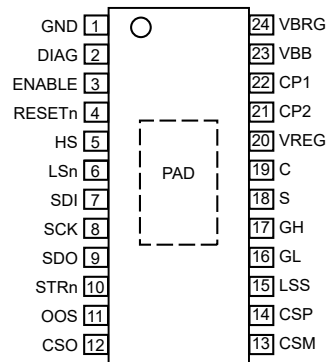 GND 1
DIAG 2
ENABLE 3
RESETn 4
HS 5
LSn 6
SDI 7
SCK 8
SDO 9
STRn 10
OOS 11
CSO 12
PAD
24 VBRG
23 VBB
22 CP1
21 CP2
20 VREG
19 C
18 S
17 GH
16 GL
15 LSS
14 CSP
13 CSM